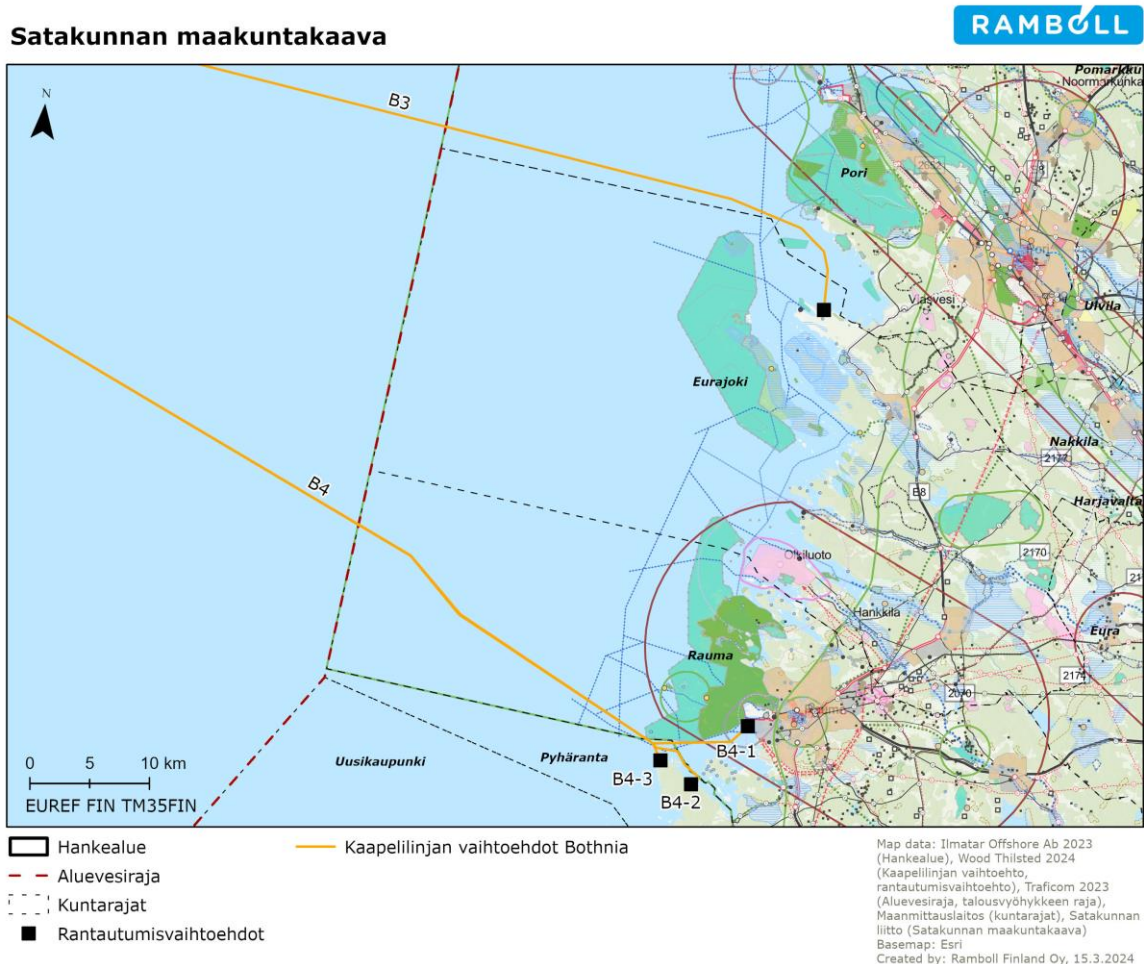 Satakunnan maakuntakaava
RAMBOLL
N
B3
Pomarkku
Noormarkunka
Pori
Viasvesi
Ulvila
Eurajoki
B4
Nakkila
2172
B8
Harjavalta
2170
Olkiluoto
Hankkila
Eura
Rauma
2174
2070
B4-1
Uusikaupunki
Pyhäranta
B4-3
B4-2
0 5 10 km
EUREF FIN TM35FIN
Hankealue
Aluevesiraja
Kuntarajat
Rantautumisvaihtoehdot
Kaapelilinjan vaihtoehdot Bothnia
Map data: Ilmatar Offshore Ab 2023
(Hankealue), Wood Thilsted 2024
(Kaapelilinjan vaihtoehto,
rantautumisvaihtoehto), Traficom 2023
(Aluevesiraja, talousvyöhykkeen raja),
Maanmittauslaitos (kuntarajat), Satakunnan
liitto (Satakunnan maakuntakaava)
Basemap: Esri
Created by: Ramboll Finland Oy, 15.3.2024